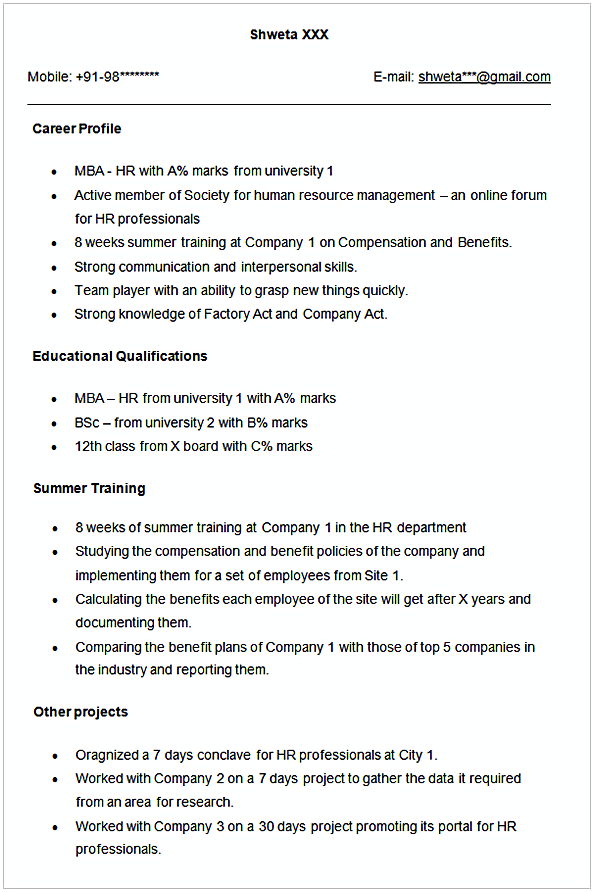 Shweta XXX
Mobile: +91-98******** E-mail: shweta***@gmail.com
Career Profile
• MBA - HR with A% marks from university 1
• Active member of Society for human resource management – an online forum
for HR professionals
• 8 weeks summer training at Company 1 on Compensation and Benefits.
• Strong communication and interpersonal skills.
• Team player with an ability to grasp new things quickly.
• Strong knowledge of Factory Act and Company Act.
Educational Qualifications
• MBA – HR from university 1 with A% marks
• BSc – from university 2 with B% marks
• 12th class from X board with C% marks
Summer Training
• 8 weeks of summer training at Company 1 in the HR department
• Studying the compensation and benefit policies of the company and
implementing them for a set of employees from Site 1.
• Calculating the benefits each employee of the site will get after X years and
documenting them.
• Comparing the benefit plans of Company 1 with those of top 5 companies in
the industry and reporting them.
Other projects
• Oragnized a 7 days conclave for HR professionals at City 1.
• Worked with Company 2 on a 7 days project to gather the data it required
from an area for research.
• Worked with Company 3 on a 30 days project promoting its portal for HR
professionals.